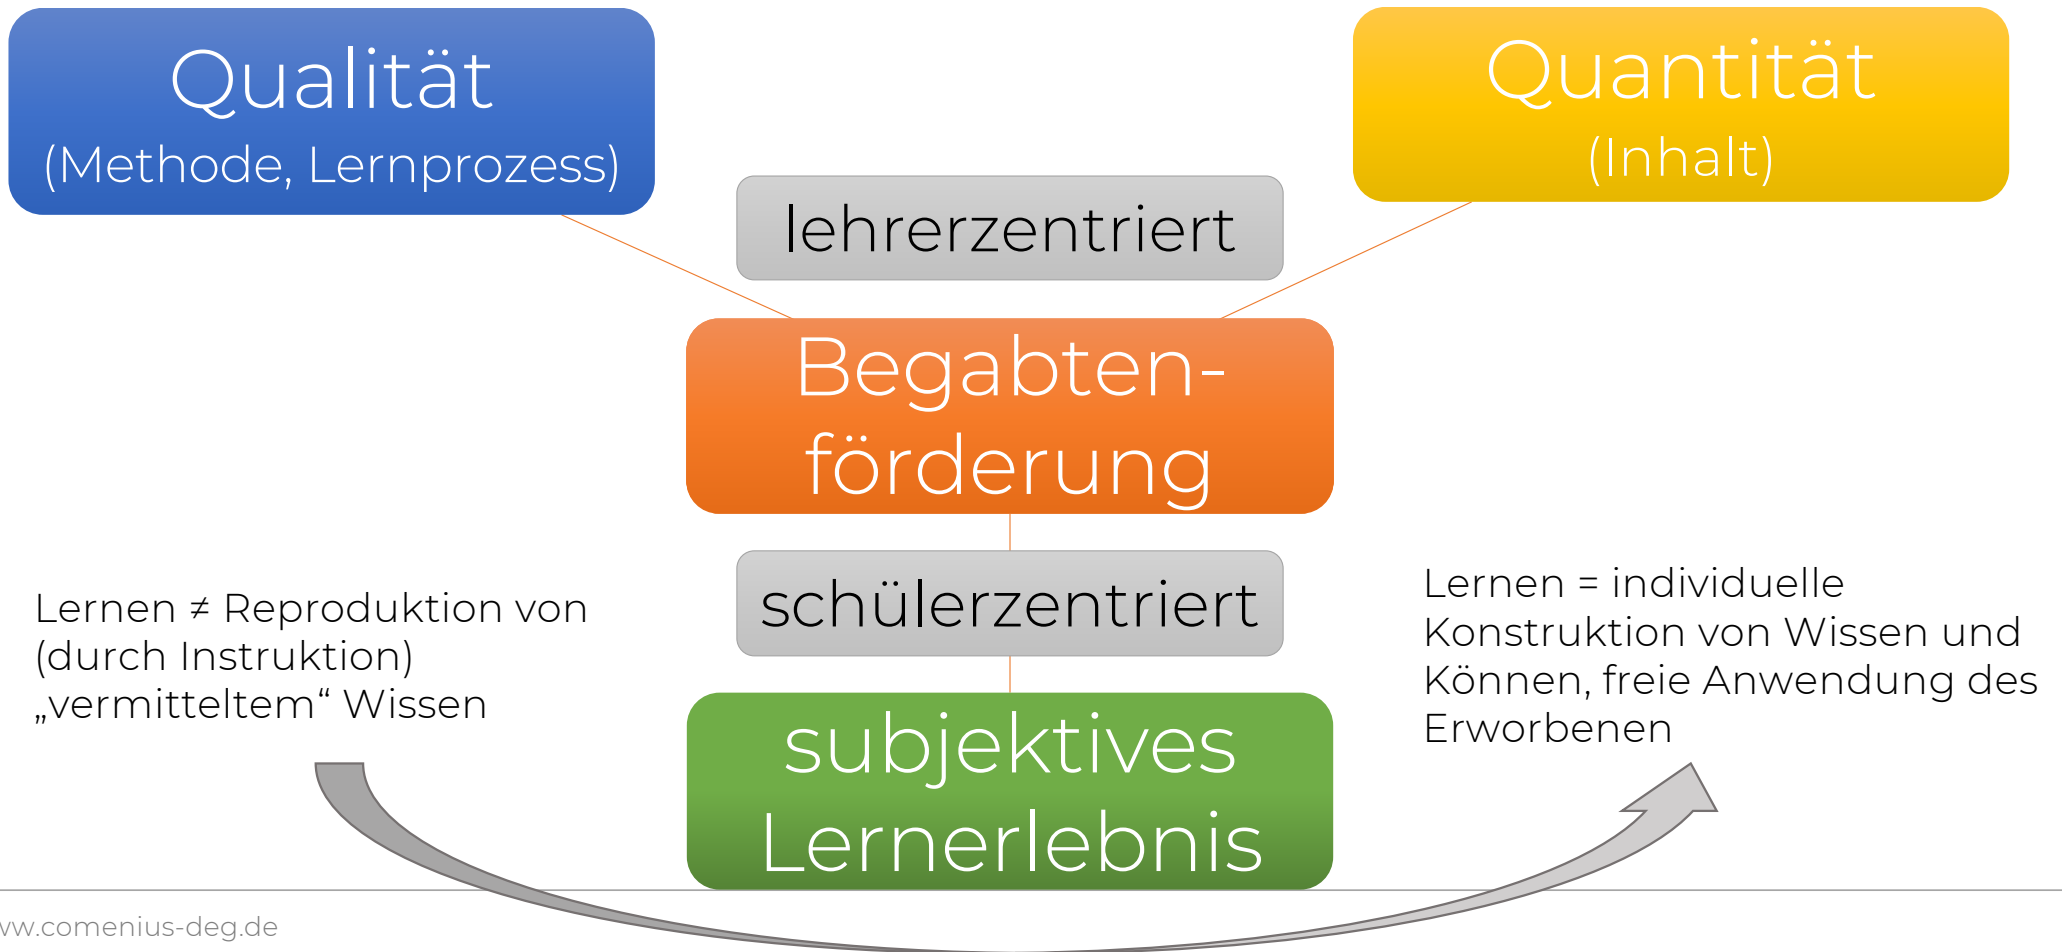 Qualität
(Methode, Lernprozess)
Quantität
(Inhalt)
lehrerzentriert
Begabten-
förderung
schülerzentriert
Lernen ≠ Reproduktion von
(durch Instruktion)
„vermitteltem“ Wissen
Lernen = individuelle
Konstruktion von Wissen und
Können, freie Anwendung des
Erworbenen
subjektives
Lernerlebnis
ww.comenius-deg.de